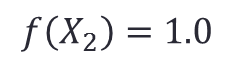 f(X₂) = 1.0